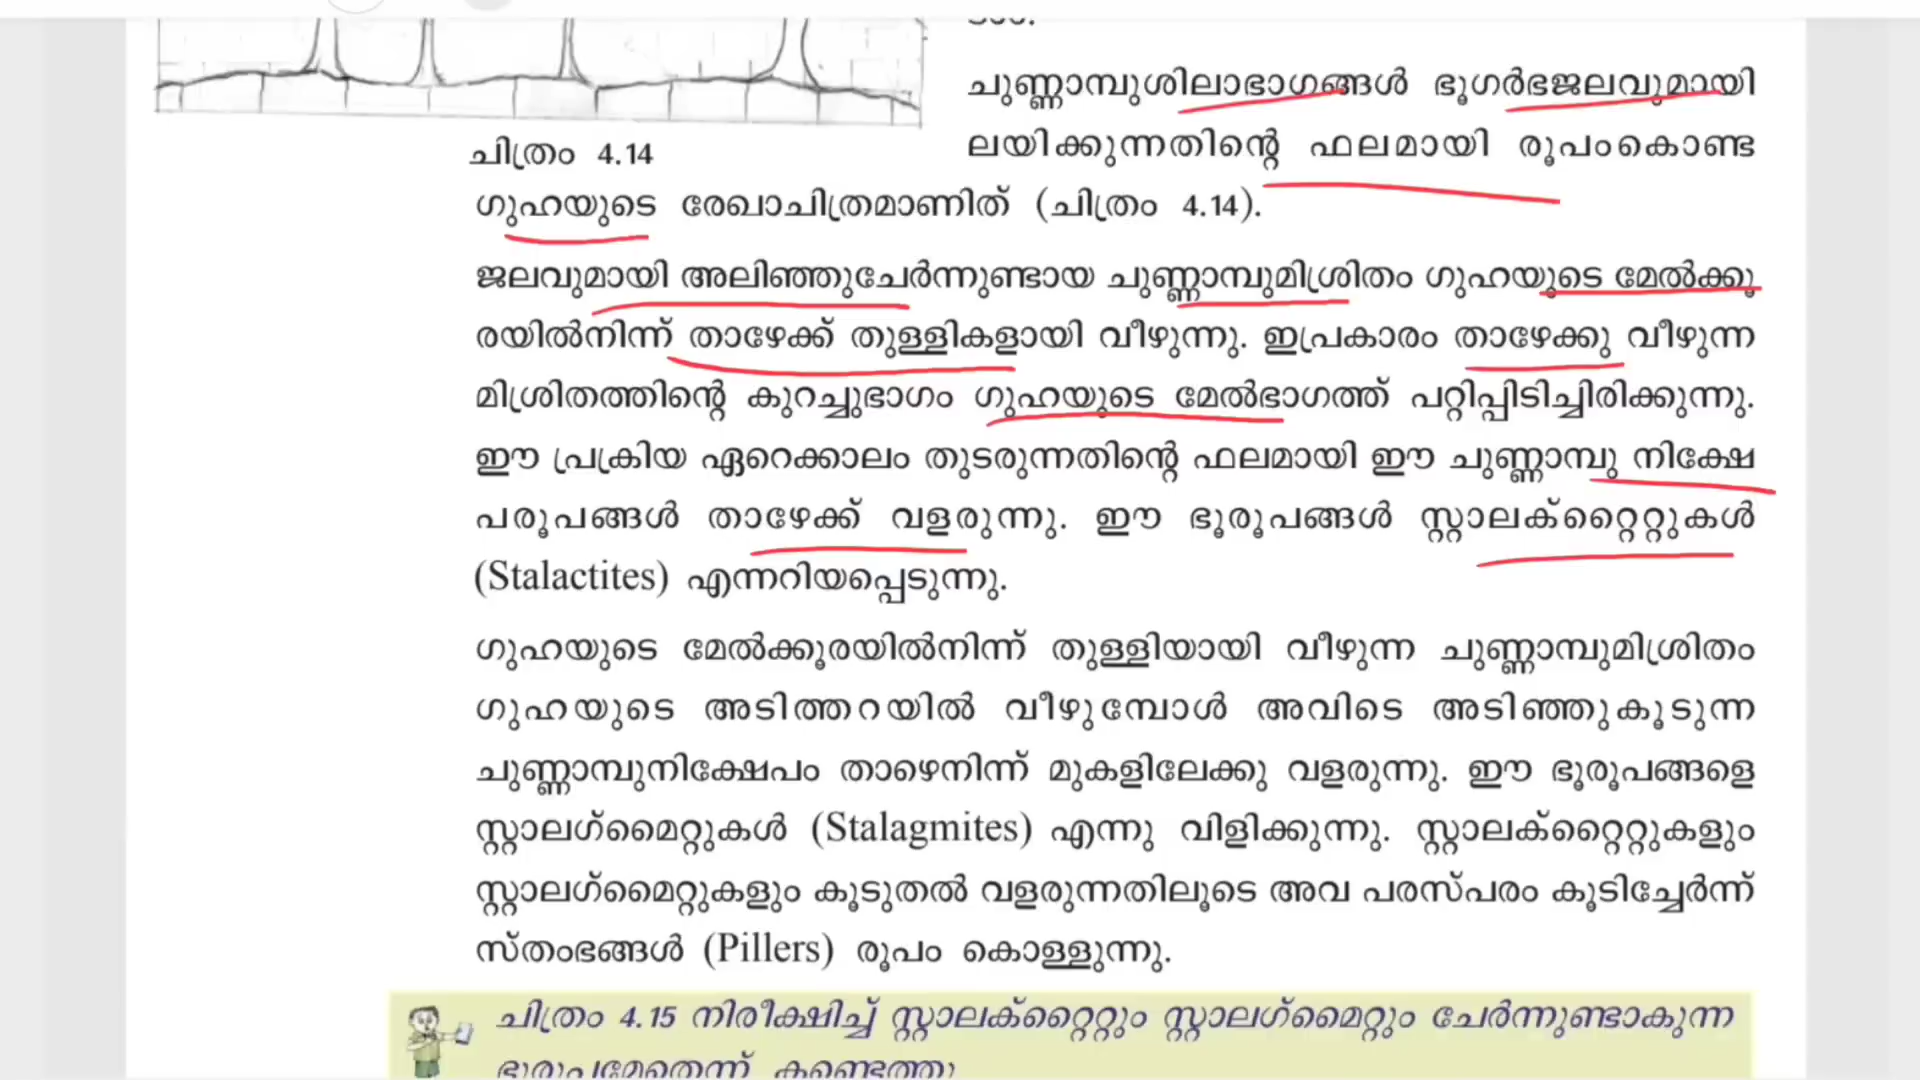 ചുണ്ണാമ്പുശിലാഭാഗങ്ങൾ ഭൂഗർഭജലവുമായി
ചിത്രം 4.14
ലയിക്കുന്നതിന്റെ ഫലമായി രൂപംകൊണ്ട
ഗുഹയുടെ രേഖാചിത്രമാണിത് (ചിത്രം 4.14).
ജലവുമായി അലിഞ്ഞുചേർന്നുണ്ടായ ചുണ്ണാമ്പുമിശ്രിതം ഗുഹയുടെ മേൽക്കൂ
രയിൽനിന്ന് താഴേക്ക് തുള്ളികളായി വീഴുന്നു. ഇപ്രകാരം താഴേക്കു വീഴുന്ന
മിശ്രിതത്തിന്റെ കുറച്ചുഭാഗം ഗുഹയുടെ മേൽഭാഗത്ത് പറ്റിപ്പിടിച്ചിരിക്കുന്നു.
ഈ പ്രക്രിയ ഏറെക്കാലം തുടരുന്നതിന്റെ ഫലമായി ഈ ചുണ്ണാമ്പു നിക്ഷേ
പരൂപങ്ങൾ താഴേക്ക് വളരുന്നു. ഈ ഭൂരൂപങ്ങൾ സ്റ്റാലക്റ്റൈറ്റുകൾ
(Stalactites) എന്നറിയപ്പെടുന്നു.
ഗുഹയുടെ മേൽക്കൂരയിൽനിന്ന് തുള്ളിയായി വീഴുന്ന ചുണ്ണാമ്പുമിശ്രിതം
ഗുഹയുടെ അടിത്തറയിൽ വീഴുമ്പോൾ അവിടെ അടിഞ്ഞുകൂടുന്ന
ചുണ്ണാമ്പുനിക്ഷേപം താഴെനിന്ന് മുകളിലേക്കു വളരുന്നു. ഈ ഭൂരൂപങ്ങളെ
സ്റ്റാലഗ്മൈറ്റുകൾ (Stalagmites) എന്നു വിളിക്കുന്നു. സ്റ്റാലക്റ്റൈറ്റുകളും
സ്റ്റാലഗ്മൈറ്റുകളും കൂടുതൽ വളരുന്നതിലൂടെ അവ പരസ്പരം കൂടിച്ചേർന്ന്
സ്തംഭങ്ങൾ (Pillers) രൂപം കൊള്ളുന്നു.
ചിത്രം 4.15 നിരീക്ഷിച്ച് സ്റ്റാലക്റ്റൈറ്റും സ്റ്റാലഗ്മൈറ്റും ചേർന്നുണ്ടാകുന്ന
ഭൂരൂപമേതെന്ന് കണ്ടെത്തൂ